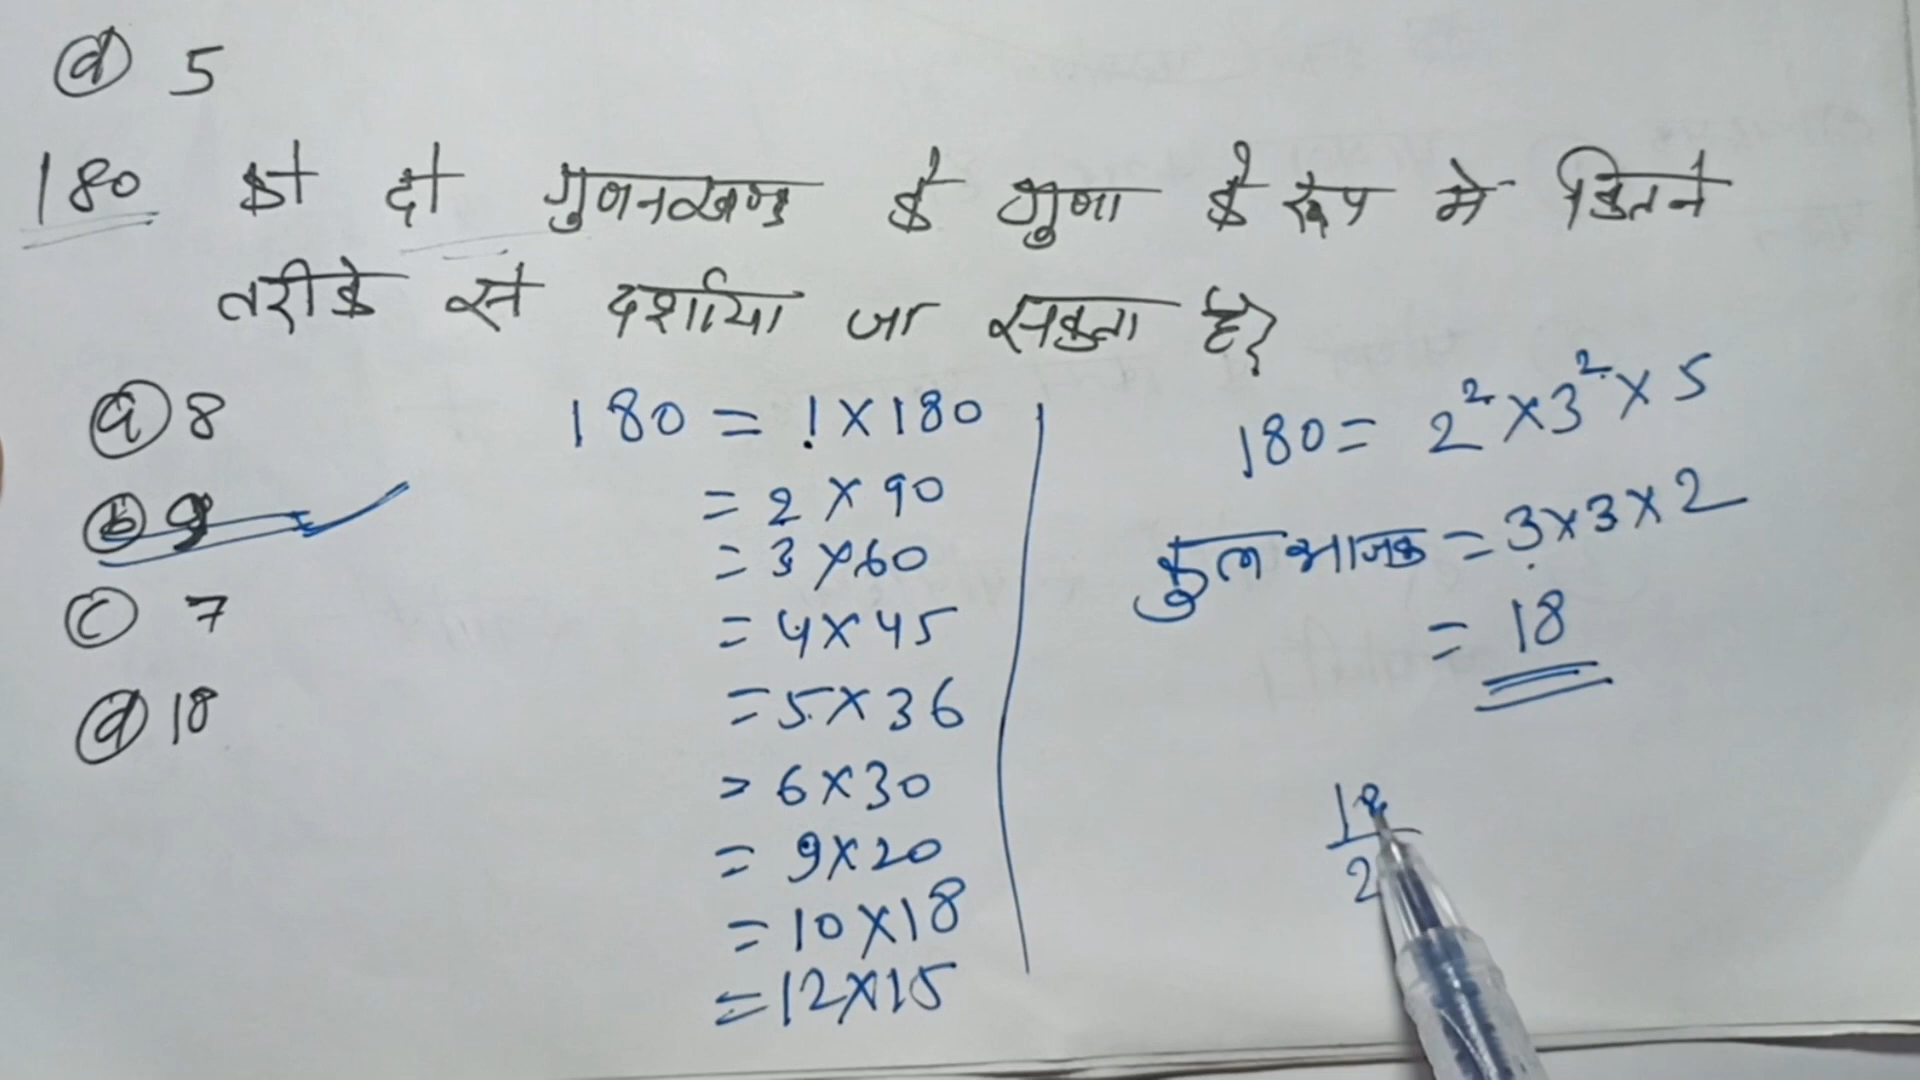 (d) 5
180 को दो गुणनखण्ड के गुणा के रूप में कितने
तरीके से दर्शाया जा सकता है?
(a) 8
(b) 9
(c) 7
(d) 18
180 = 1 × 180
= 2 × 90
= 3 × 60
= 4 × 45
= 5 × 36
= 6 × 30
= 9 × 20
= 10 × 18
= 12 × 15
180 = 2² × 3² × 5
कुल भाजक = 3 × 3 × 2
= 18
18
2